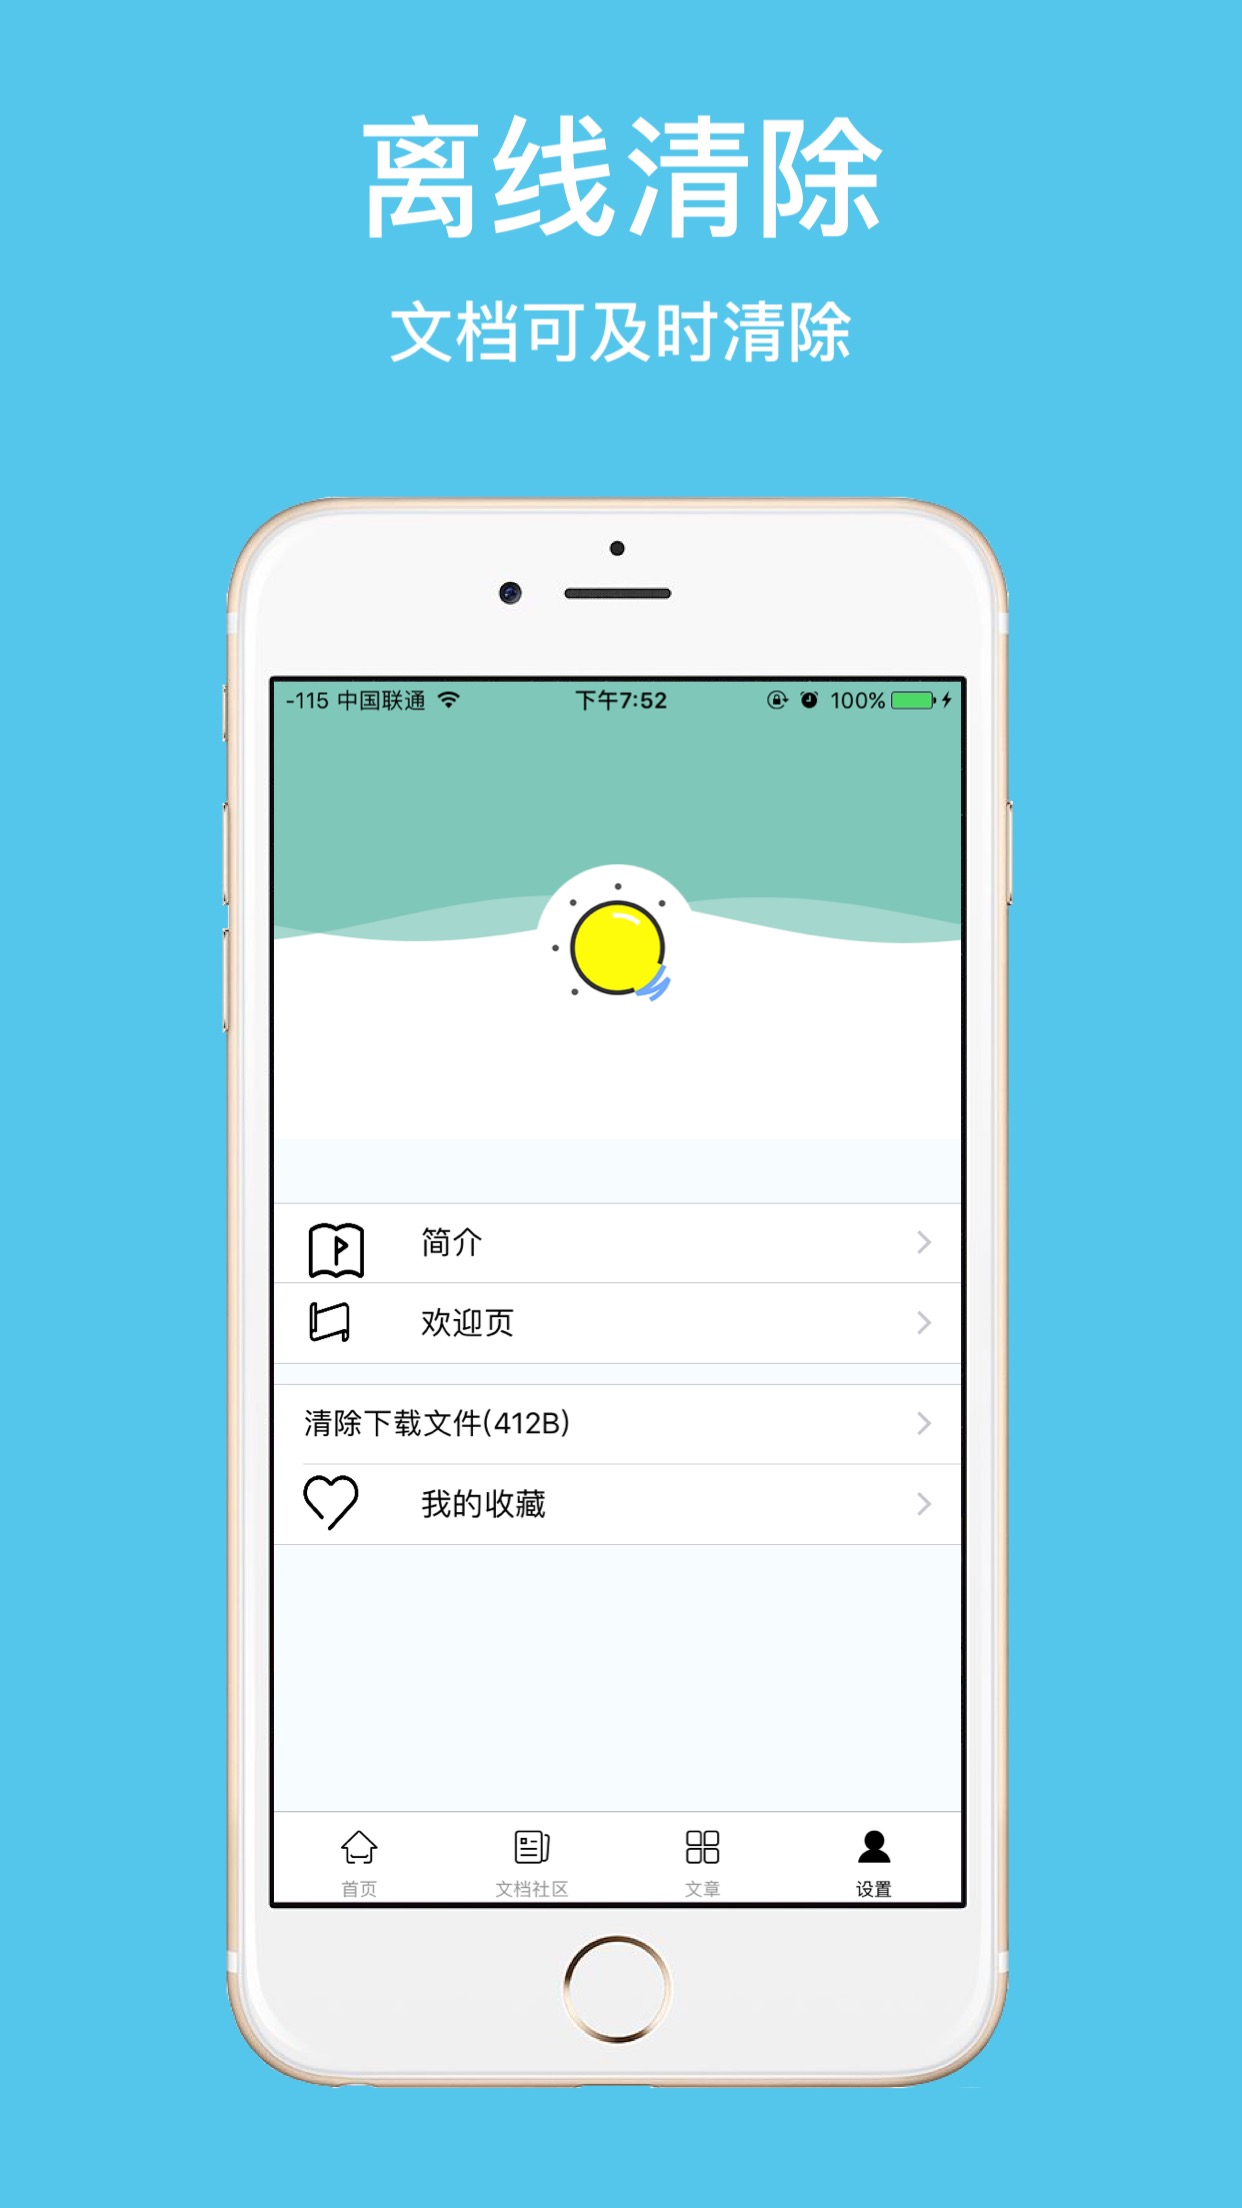 离线清除
文档可及时清除
-115 中国联通 下午7:52 100%
简介
欢迎页
清除下载文件(412B)
我的收藏
首页 文档社区 文章 设置